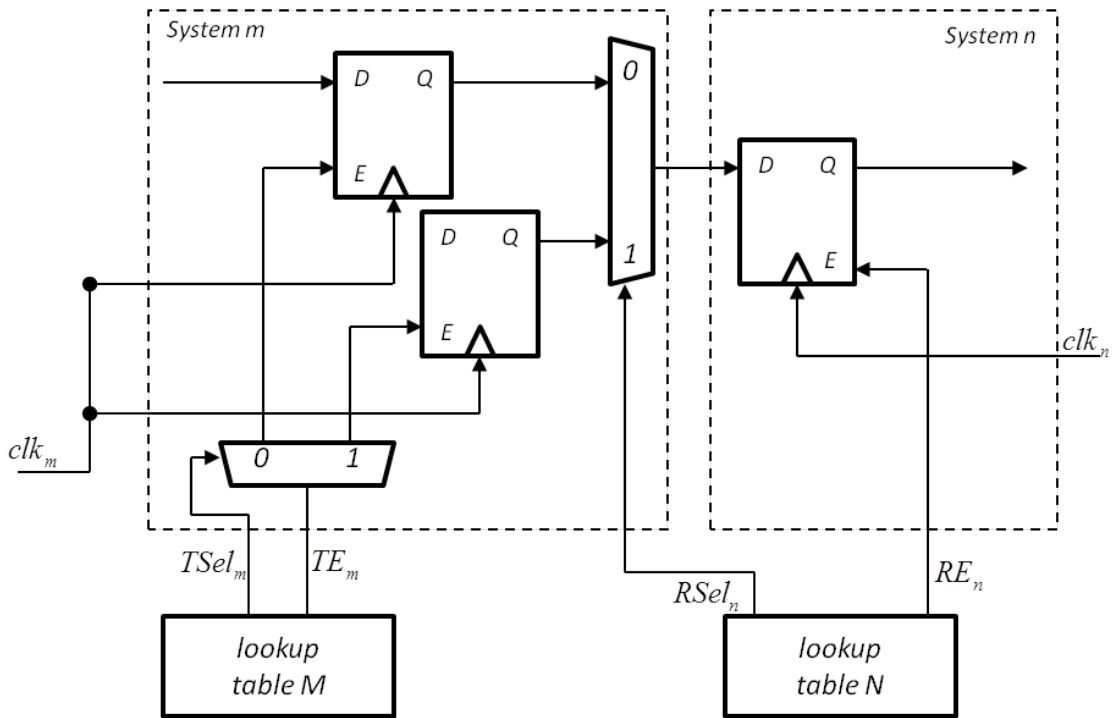 System m
System n
D Q
0
E
D Q
D Q
1
E
E
clk_n
0 1
clk_m
TSel_m
TE_m
RSel_n
RE_n
lookup
table M
lookup
table N